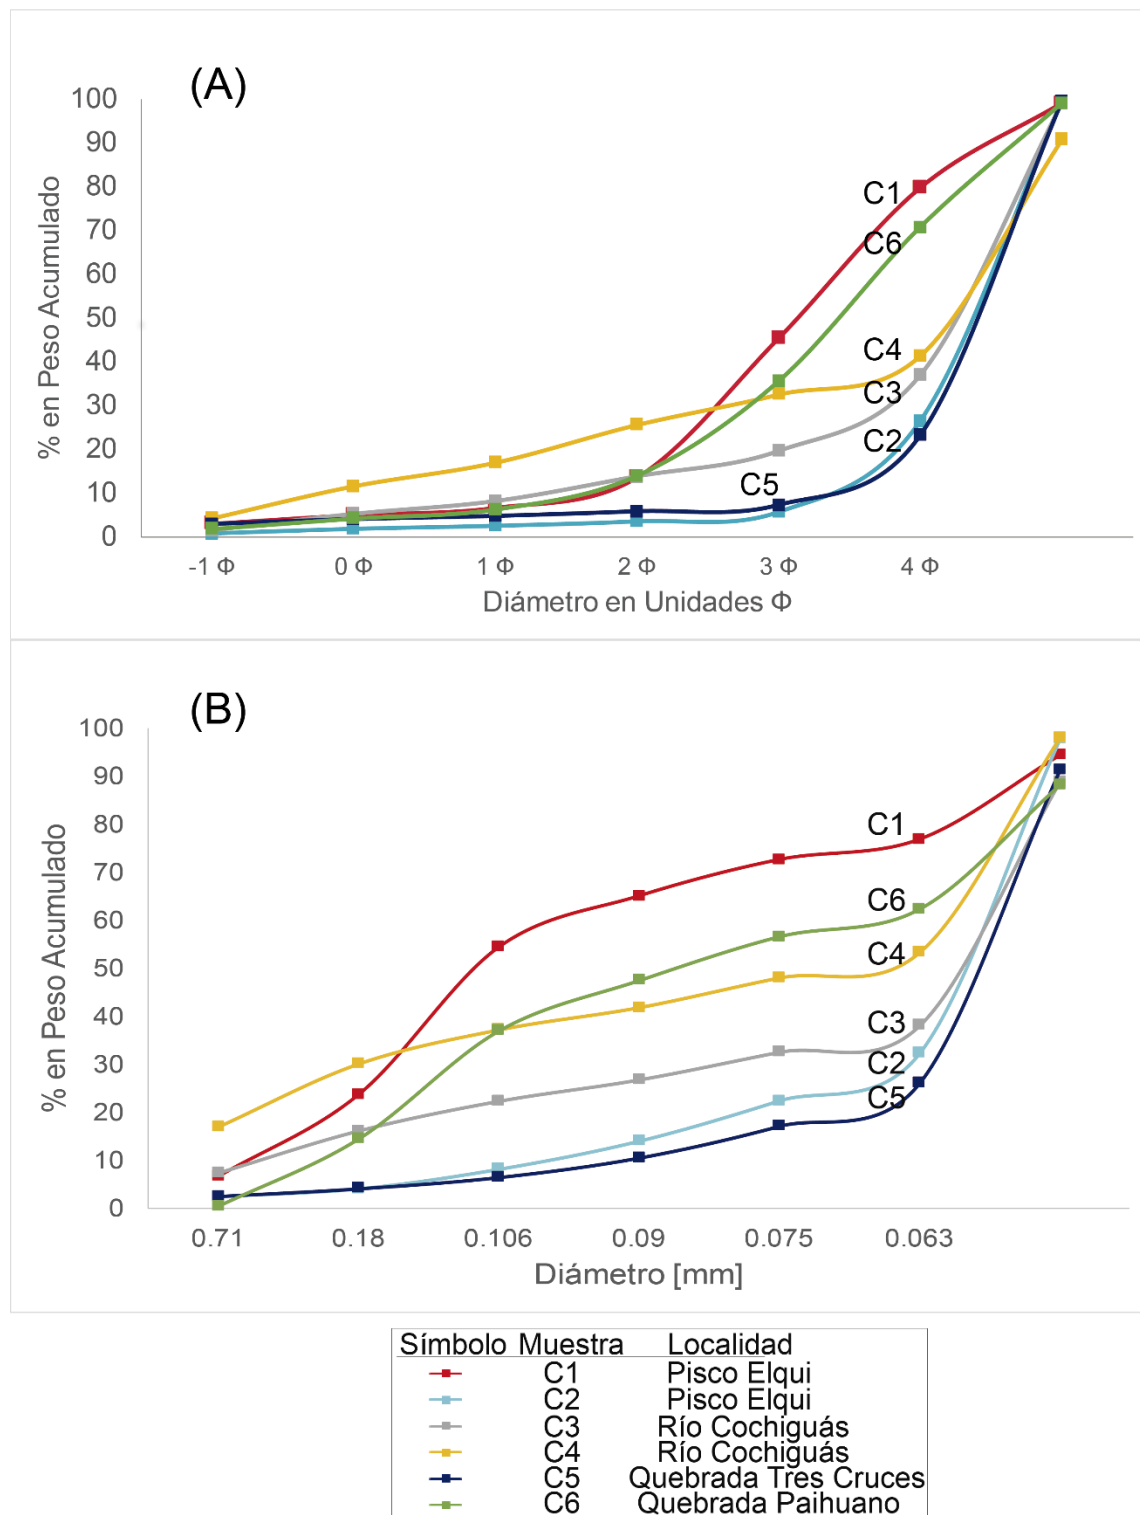 (A)
100
90
80
70
60
50
40
30
20
10
0
% en Peso Acumulado
C1
C6
C4
C3
C2
C5
-1 Φ 0 Φ 1 Φ 2 Φ 3 Φ 4 Φ
Diámetro en Unidades Φ
(B)
100
90
80
70
60
50
40
30
20
10
0
% en Peso Acumulado
C1
C6
C4
C3
C2
C5
0.71 0.18 0.106 0.09 0.075 0.063
Diámetro [mm]
Símbolo Muestra Localidad
C1 Pisco Elqui
C2 Pisco Elqui
C3 Río Cochiguás
C4 Río Cochiguás
C5 Quebrada Tres Cruces
C6 Quebrada Paihuano